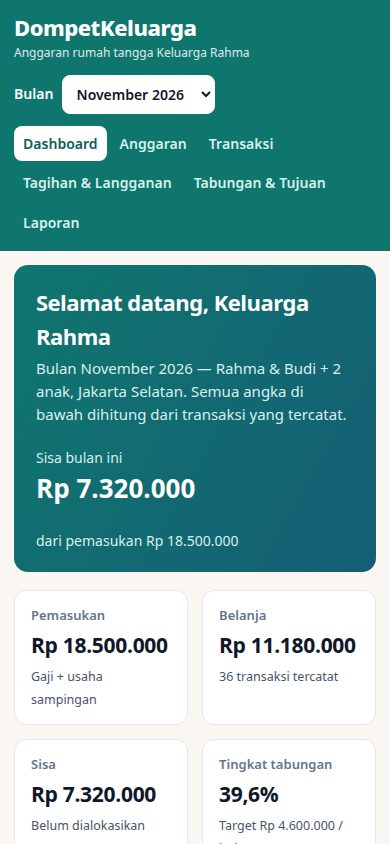 DompetKeluarga
Anggaran rumah tangga Keluarga Rahma
Bulan November 2026
Dashboard Anggaran Transaksi
Tagihan & Langganan Tabungan & Tujuan
Laporan
Selamat datang, Keluarga
Rahma
Bulan November 2026 — Rahma & Budi + 2
anak, Jakarta Selatan. Semua angka di
bawah dihitung dari transaksi yang tercatat.
Sisa bulan ini
Rp 7.320.000
dari pemasukan Rp 18.500.000
Pemasukan
Rp 18.500.000
Gaji + usaha
sampingan
Belanja
Rp 11.180.000
36 transaksi tercatat
Sisa
Rp 7.320.000
Belum dialokasikan
Tingkat tabungan
39,6%
Target Rp 4.600.000 /